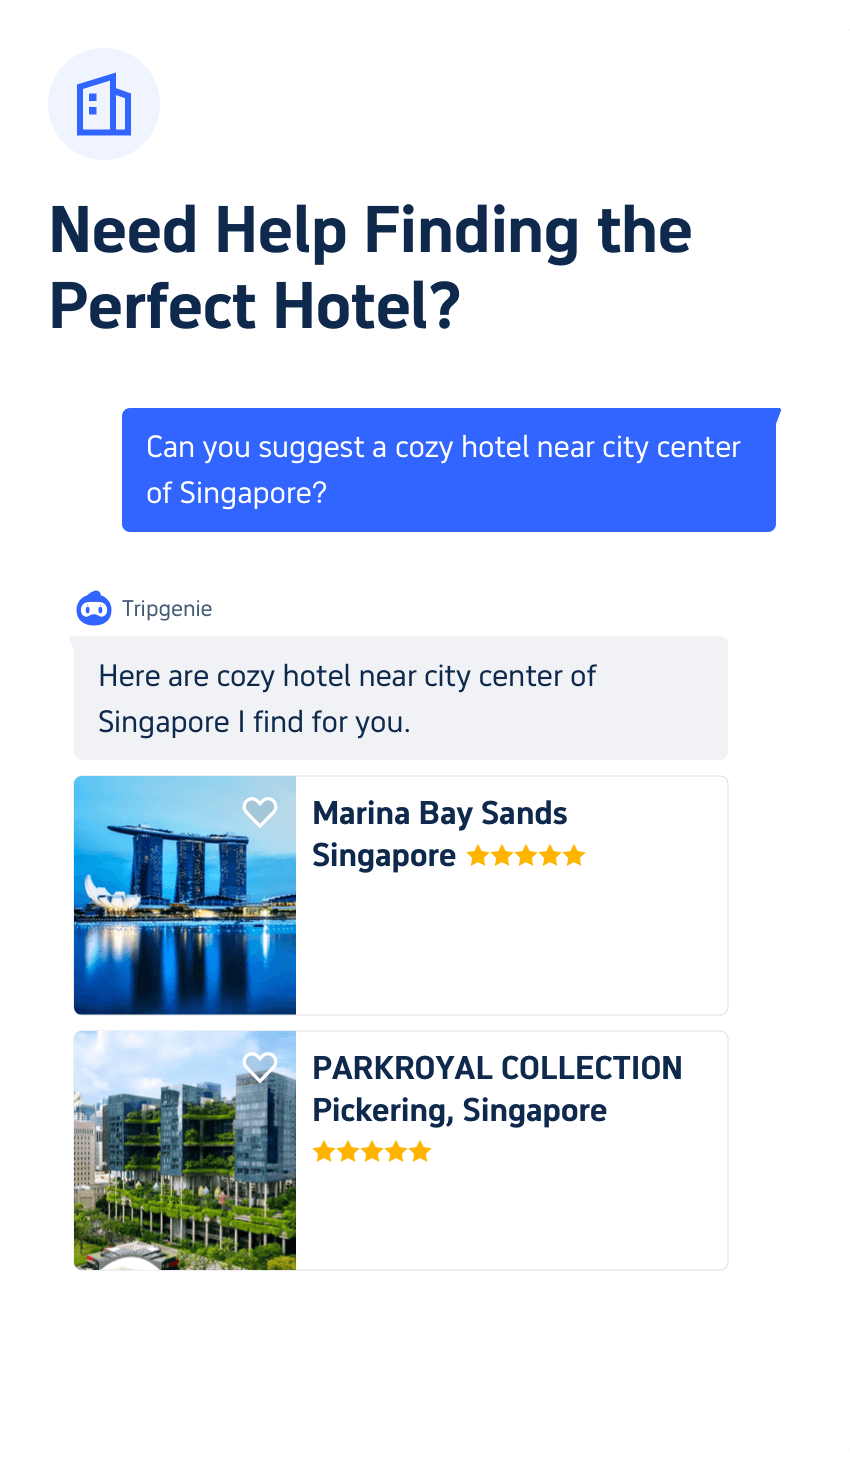 Need Help Finding the
Perfect Hotel?
Can you suggest a cozy hotel near city center
of Singapore?
Tripgenie
Here are cozy hotel near city center of
Singapore I find for you.
Marina Bay Sands
Singapore
PARKROYAL COLLECTION
Pickering, Singapore